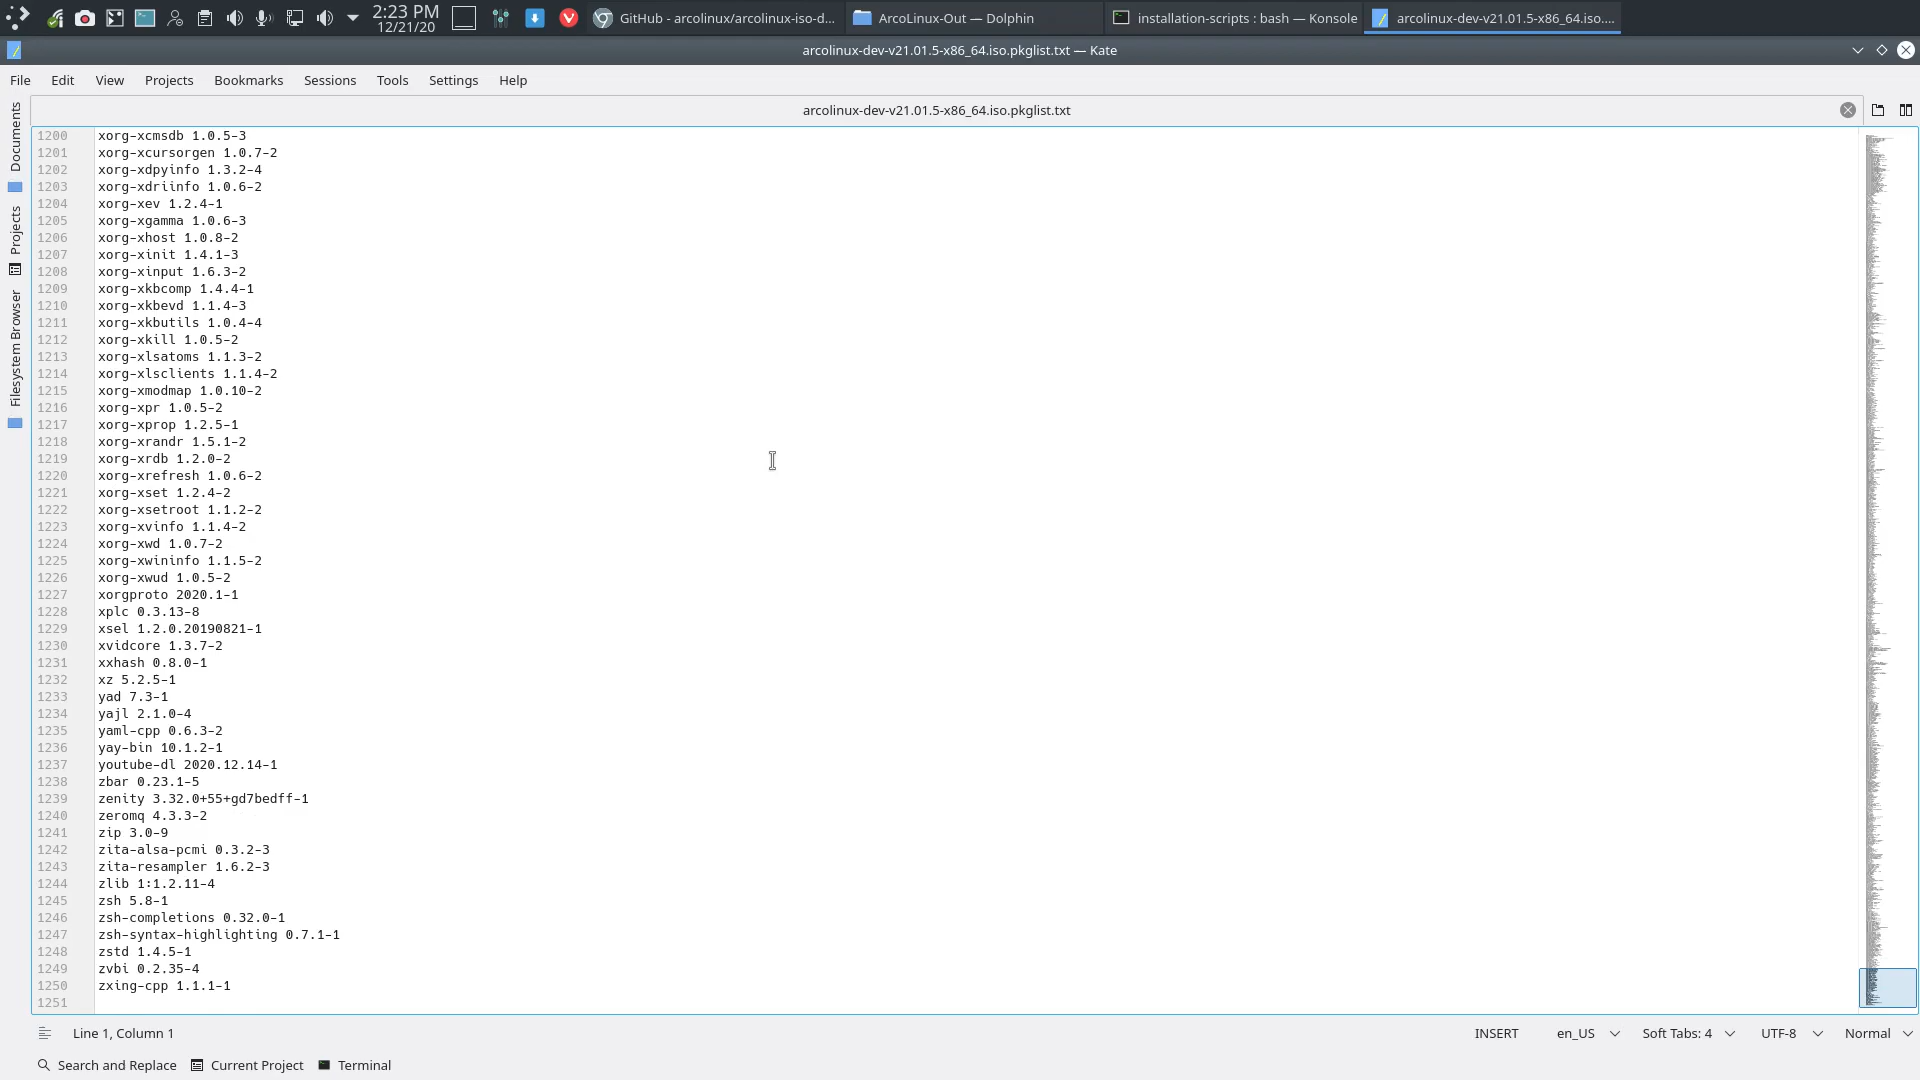 2:23 PM
12/21/20
GitHub - arcolinux/arcolinux-iso-d...
ArcoLinux-Out — Dolphin
installation-scripts : bash — Konsole
arcolinux-dev-v21.01.5-x86_64.iso....
arcolinux-dev-v21.01.5-x86_64.iso.pkglist.txt — Kate
File Edit View Projects Bookmarks Sessions Tools Settings Help
arcolinux-dev-v21.01.5-x86_64.iso.pkglist.txt
Documents
Projects
Filesystem Browser
1200 xorg-xcmsdb 1.0.5-3
1201 xorg-xcursorgen 1.0.7-2
1202 xorg-xdpyinfo 1.3.2-4
1203 xorg-xdriinfo 1.0.6-2
1204 xorg-xev 1.2.4-1
1205 xorg-xgamma 1.0.6-3
1206 xorg-xhost 1.0.8-2
1207 xorg-xinit 1.4.1-3
1208 xorg-xinput 1.6.3-2
1209 xorg-xkbcomp 1.4.4-1
1210 xorg-xkbevd 1.1.4-3
1211 xorg-xkbutils 1.0.4-4
1212 xorg-xkill 1.0.5-2
1213 xorg-xlsatoms 1.1.3-2
1214 xorg-xlsclients 1.1.4-2
1215 xorg-xmodmap 1.0.10-2
1216 xorg-xpr 1.0.5-2
1217 xorg-xprop 1.2.5-1
1218 xorg-xrandr 1.5.1-2
1219 xorg-xrdb 1.2.0-2
1220 xorg-xrefresh 1.0.6-2
1221 xorg-xset 1.2.4-2
1222 xorg-xsetroot 1.1.2-2
1223 xorg-xvinfo 1.1.4-2
1224 xorg-xwd 1.0.7-2
1225 xorg-xwininfo 1.1.5-2
1226 xorg-xwud 1.0.5-2
1227 xorgproto 2020.1-1
1228 xplc 0.3.13-8
1229 xsel 1.2.0.20190821-1
1230 xvidcore 1.3.7-2
1231 xxhash 0.8.0-1
1232 xz 5.2.5-1
1233 yad 7.3-1
1234 yajl 2.1.0-4
1235 yaml-cpp 0.6.3-2
1236 yay-bin 10.1.2-1
1237 youtube-dl 2020.12.14-1
1238 zbar 0.23.1-5
1239 zenity 3.32.0+55+gd7bedff-1
1240 zeromq 4.3.3-2
1241 zip 3.0-9
1242 zita-alsa-pcmi 0.3.2-3
1243 zita-resampler 1.6.2-3
1244 zlib 1:1.2.11-4
1245 zsh 5.8-1
1246 zsh-completions 0.32.0-1
1247 zsh-syntax-highlighting 0.7.1-1
1248 zstd 1.4.5-1
1249 zvbi 0.2.35-4
1250 zxing-cpp 1.1.1-1
1251
Line 1, Column 1
INSERT
en_US
Soft Tabs: 4
UTF-8
Normal
Search and Replace
Current Project
Terminal